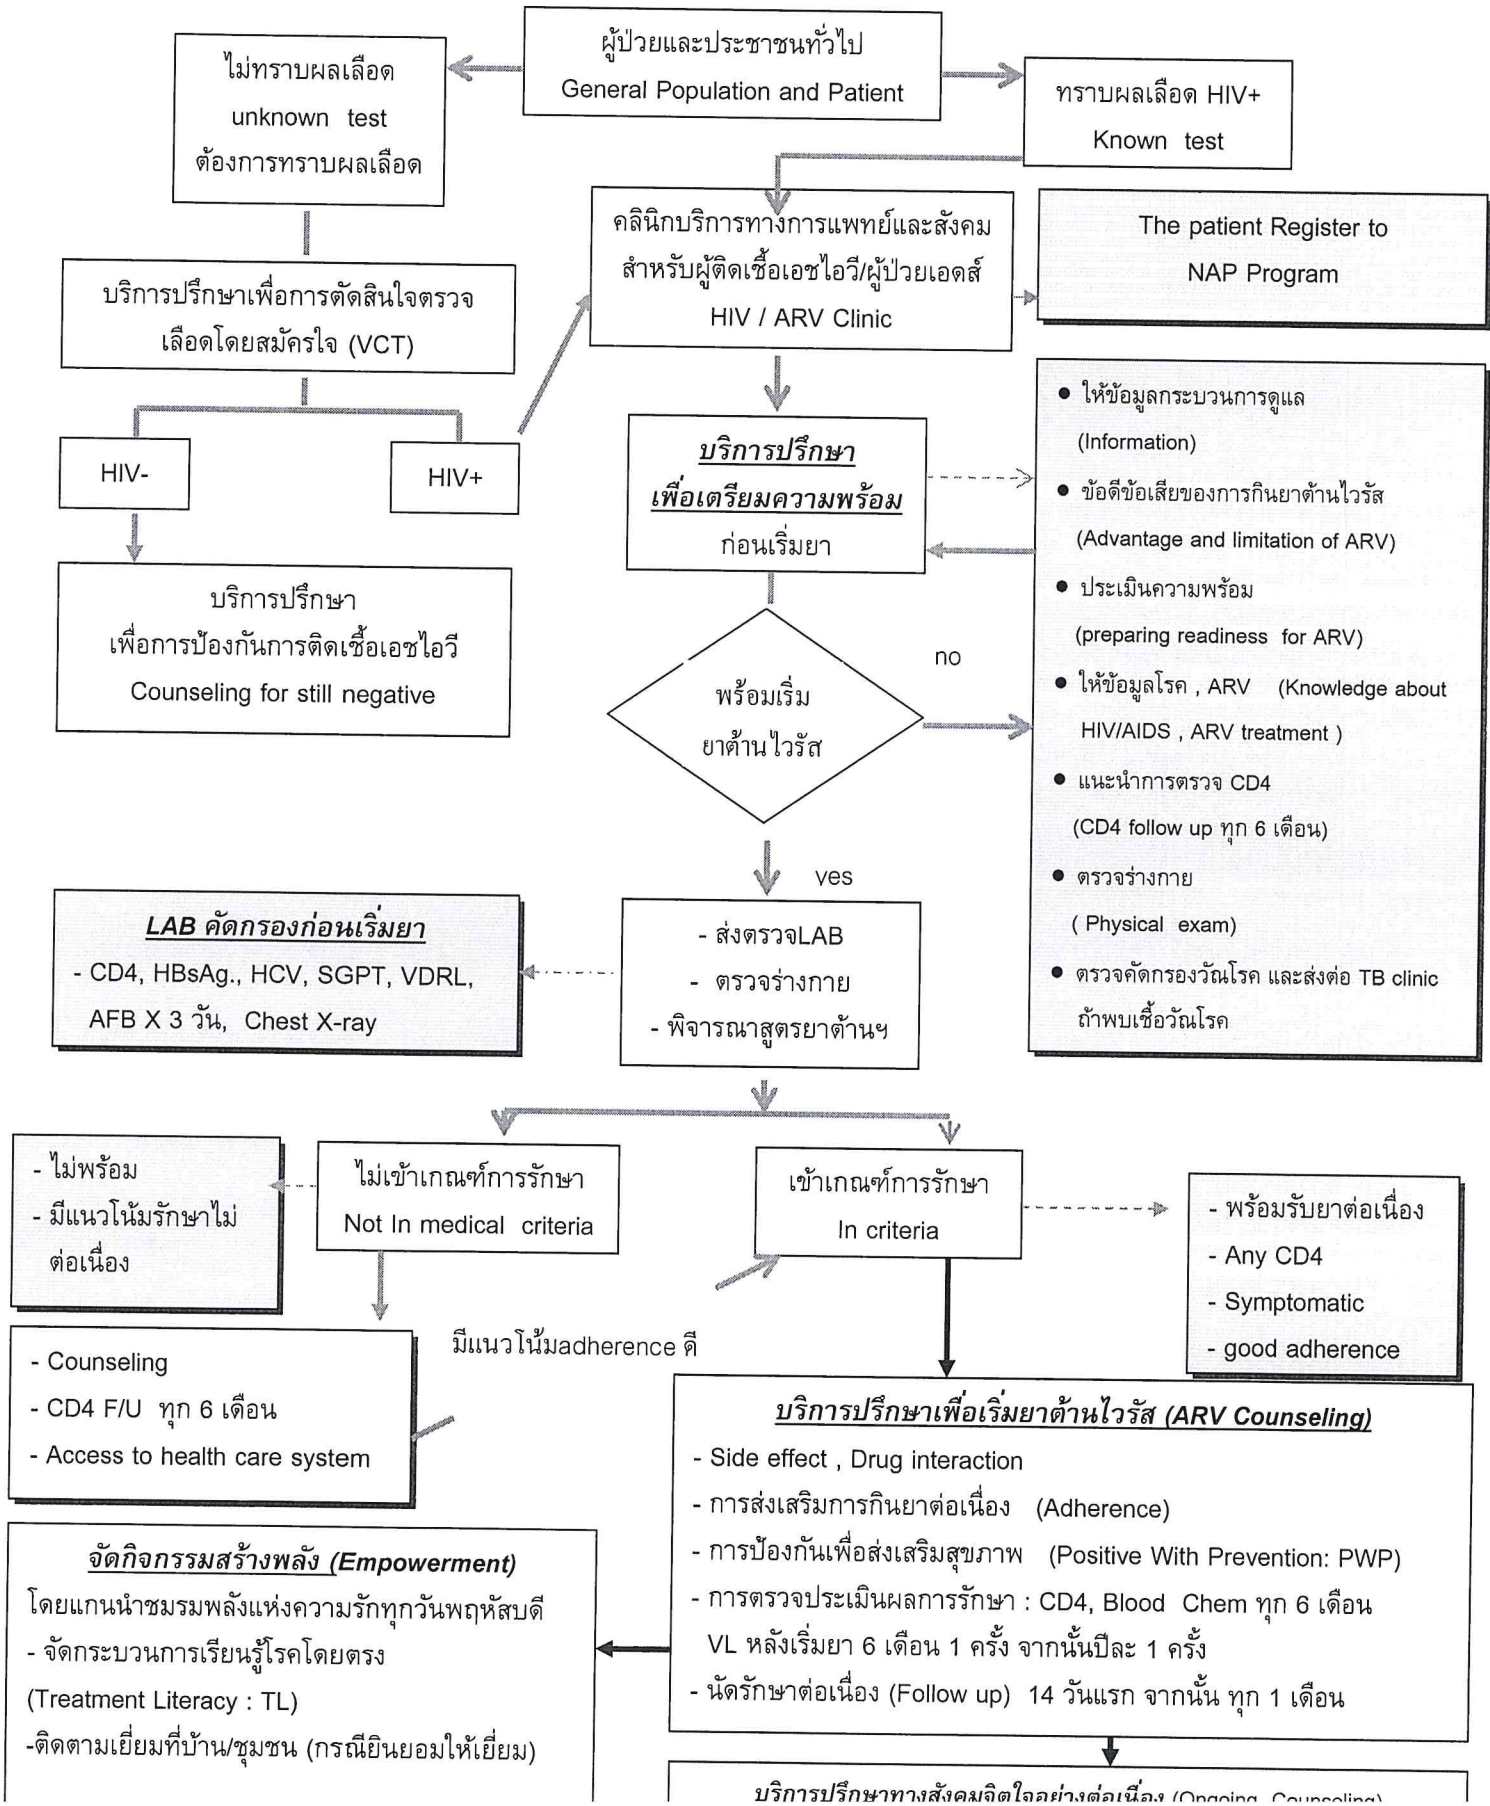 ผู้ป่วยและประชาชนทั่วไป
General Population and Patient
ไม่ทราบผลเลือด
unknown test
ต้องการทราบผลเลือด
ทราบผลเลือด HIV+
Known test
คลินิกบริการทางการแพทย์และสังคม
สำหรับผู้ติดเชื้อเอชไอวี/ผู้ป่วยเอดส์
HIV / ARV Clinic
The patient Register to
NAP Program
บริการปรึกษาเพื่อการตัดสินใจตรวจ
เลือดโดยสมัครใจ (VCT)
HIV-
HIV+
บริการปรึกษา
เพื่อการป้องกันการติดเชื้อเอชไอวี
Counseling for still negative
บริการปรึกษา
เพื่อเตรียมความพร้อม
ก่อนเริ่มยา
● ให้ข้อมูลกระบวนการดูแล
(Information)
● ข้อดีข้อเสียของการกินยาต้านไวรัส
(Advantage and limitation of ARV)
● ประเมินความพร้อม
(preparing readiness for ARV)
● ให้ข้อมูลโรค , ARV (Knowledge about
HIV/AIDS , ARV treatment )
● แนะนำการตรวจ CD4
(CD4 follow up ทุก 6 เดือน)
● ตรวจร่างกาย
( Physical exam)
● ตรวจคัดกรองวัณโรค และส่งต่อ TB clinic
ถ้าพบเชื้อวัณโรค
พร้อมเริ่ม
ยาต้านไวรัส
no
yes
LAB คัดกรองก่อนเริ่มยา
- CD4, HBsAg., HCV, SGPT, VDRL,
AFB X 3 วัน, Chest X-ray
- ส่งตรวจLAB
- ตรวจร่างกาย
- พิจารณาสูตรยาต้านฯ
- ไม่พร้อม
- มีแนวโน้มรักษาไม่
ต่อเนื่อง
ไม่เข้าเกณฑ์การรักษา
Not In medical criteria
เข้าเกณฑ์การรักษา
In criteria
- พร้อมรับยาต่อเนื่อง
- Any CD4
- Symptomatic
- good adherence
มีแนวโน้มadherence ดี
- Counseling
- CD4 F/U ทุก 6 เดือน
- Access to health care system
บริการปรึกษาเพื่อเริ่มยาต้านไวรัส (ARV Counseling)
- Side effect , Drug interaction
- การส่งเสริมการกินยาต่อเนื่อง (Adherence)
- การป้องกันเพื่อส่งเสริมสุขภาพ (Positive With Prevention: PWP)
- การตรวจประเมินผลการรักษา : CD4, Blood Chem ทุก 6 เดือน
VL หลังเริ่มยา 6 เดือน 1 ครั้ง จากนั้นปีละ 1 ครั้ง
- นัดรักษาต่อเนื่อง (Follow up) 14 วันแรก จากนั้น ทุก 1 เดือน
จัดกิจกรรมสร้างพลัง (Empowerment)
โดยแกนนำชมรมพลังแห่งความรักทุกวันพฤหัสบดี
- จัดกระบวนการเรียนรู้โรคโดยตรง
(Treatment Literacy : TL)
-ติดตามเยี่ยมที่บ้าน/ชุมชน (กรณียินยอมให้เยี่ยม)
บริการปรึกษาทางสังคมจิตใจอย่างต่อเนื่อง (Ongoing Counseling)